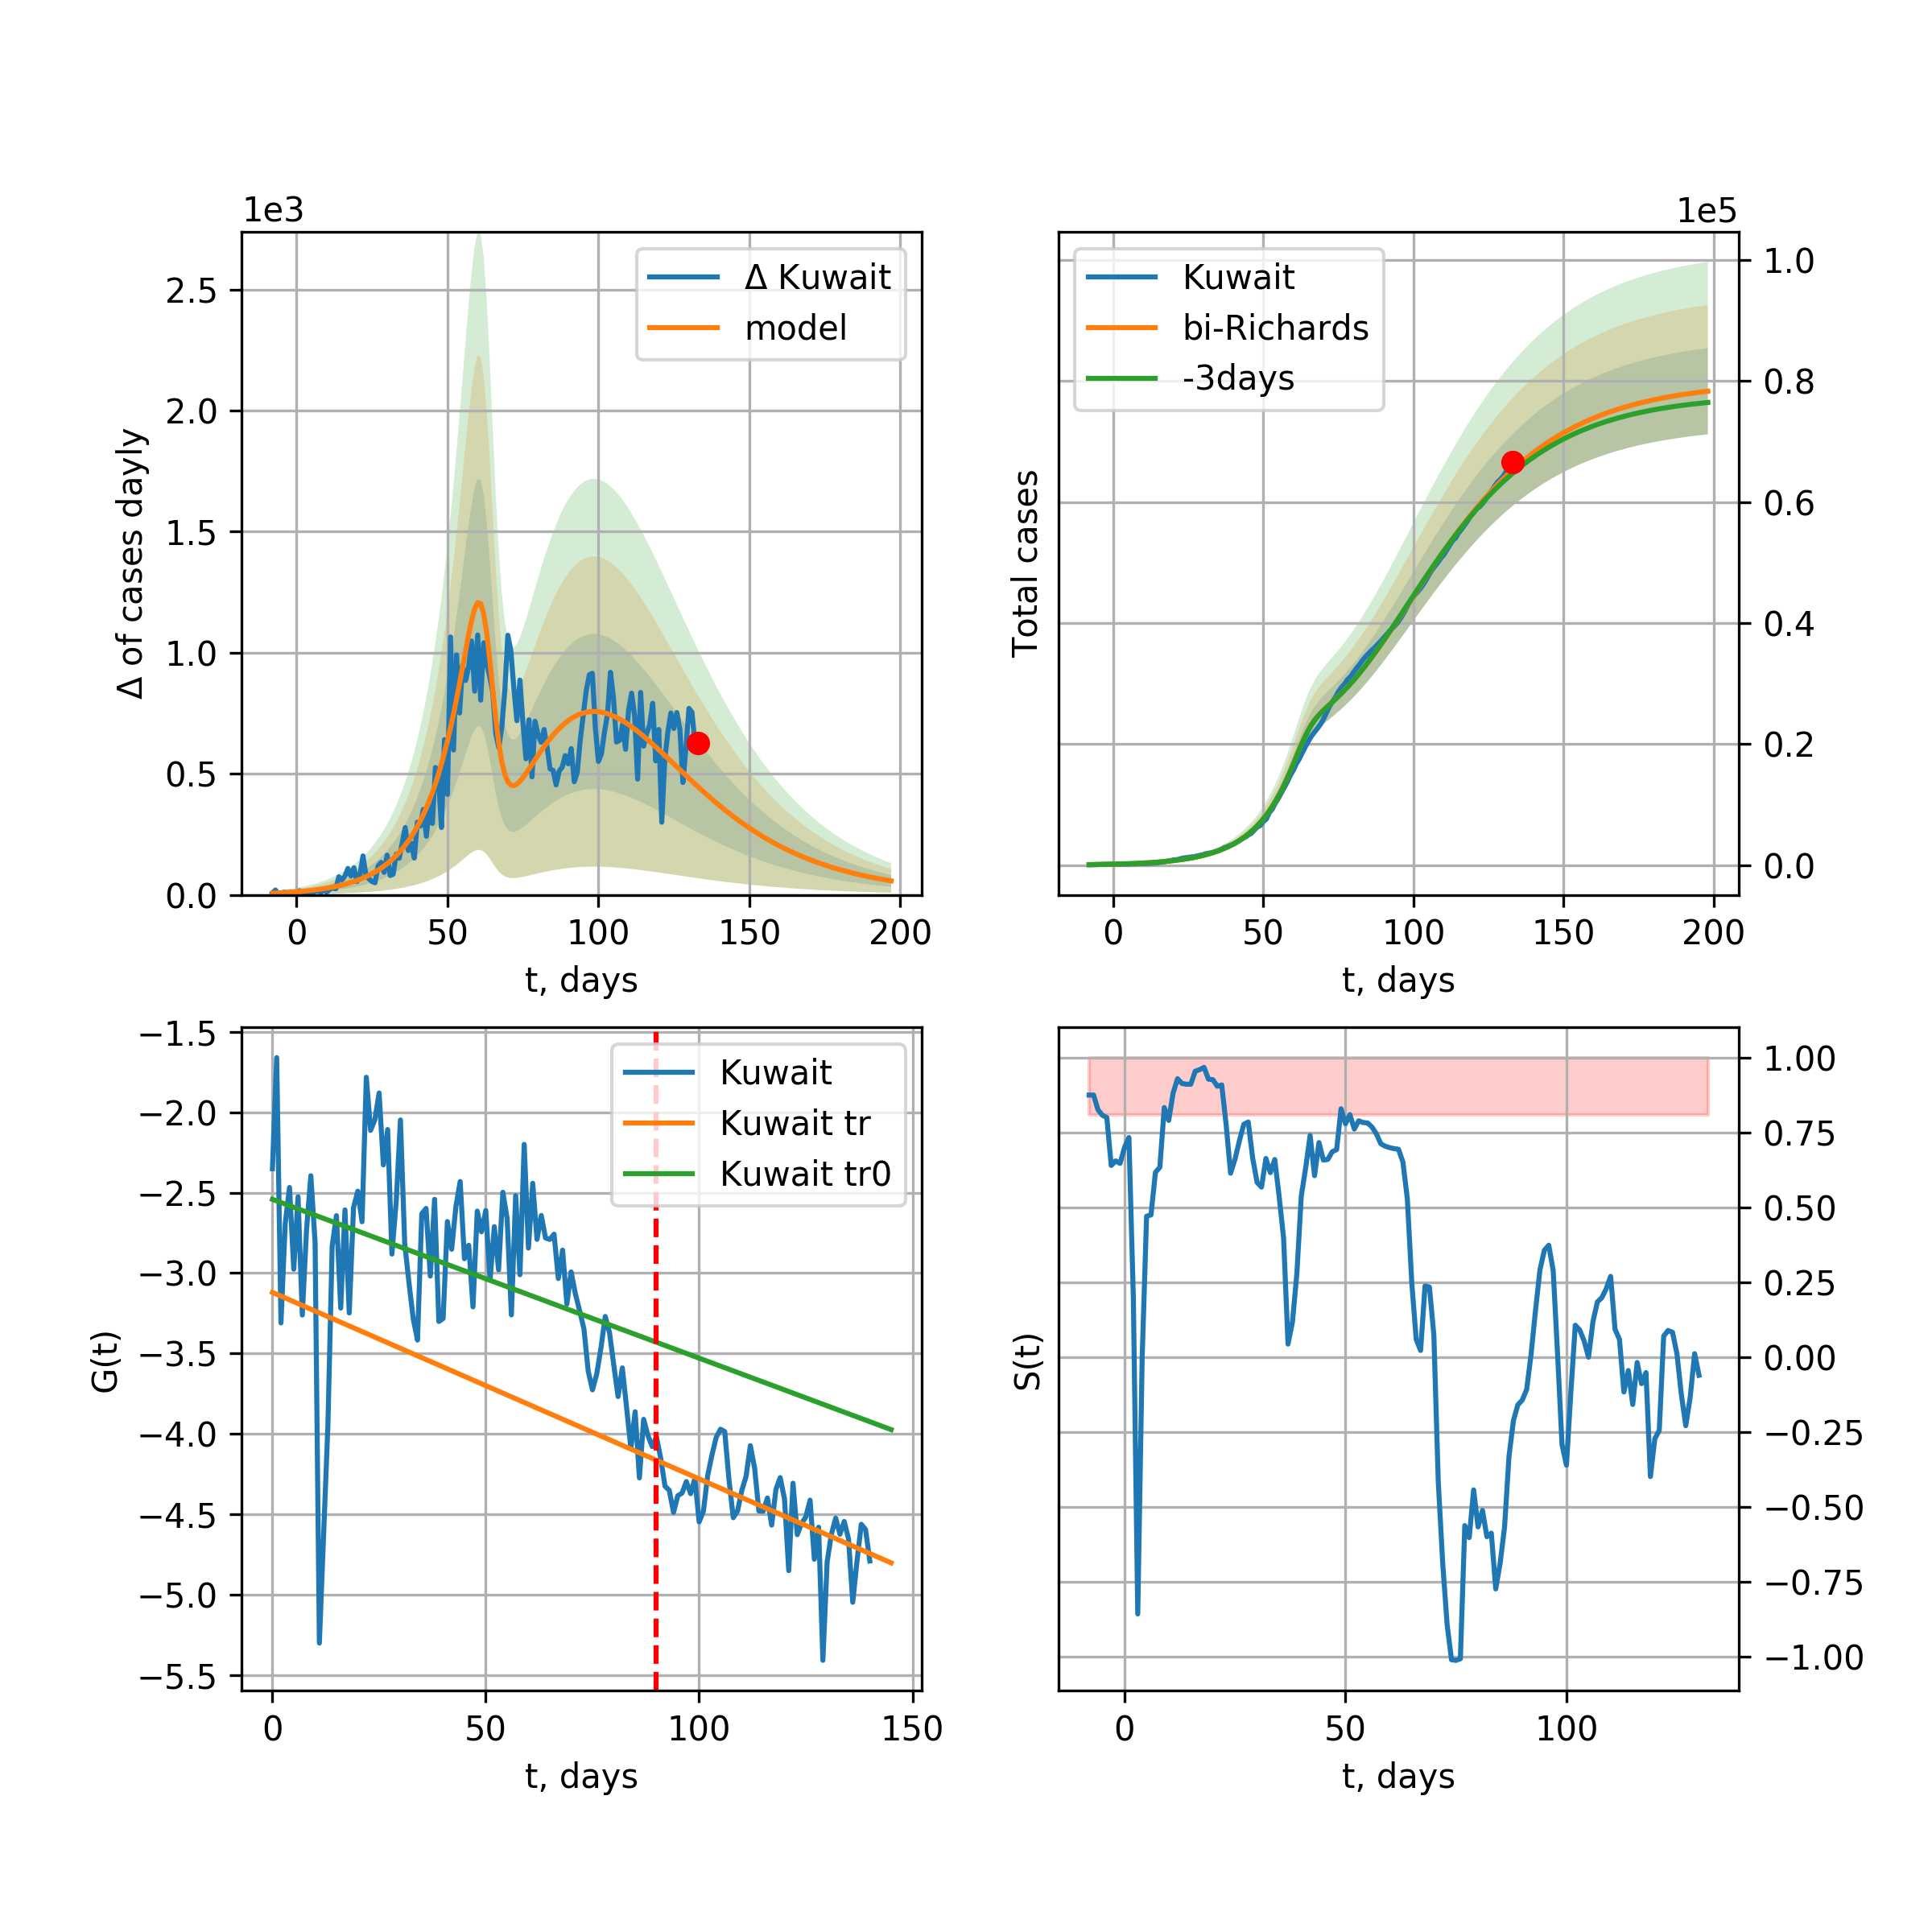 1e3
Δ of cases dayly
2.5
2.0
1.5
1.0
0.5
0.0
Δ Kuwait
model
0 50 100 150 200
t, days
1e5
Total cases
Kuwait
bi-Richards
-3days
1.0
0.8
0.6
0.4
0.2
0.0
0 50 100 150 200
t, days
G(t)
−1.5
−2.0
−2.5
−3.0
−3.5
−4.0
−4.5
−5.0
−5.5
Kuwait
Kuwait tr
Kuwait tr0
0 50 100 150
t, days
S(t)
1.00
0.75
0.50
0.25
0.00
−0.25
−0.50
−0.75
−1.00
0 50 100
t, days